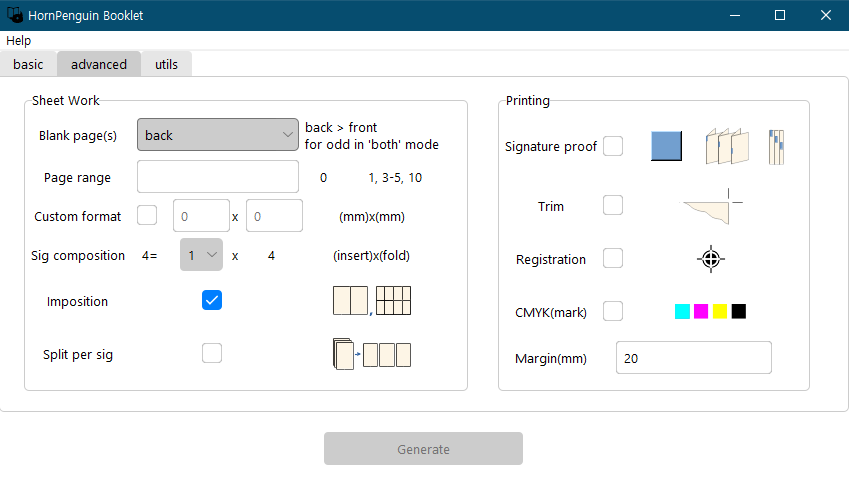 HornPenguin Booklet
Help
basic advanced utils
Sheet Work
Blank page(s) back back > front
for odd in 'both' mode
Page range 0 1, 3-5, 10
Custom format 0 x 0 (mm)x(mm)
Sig composition 4= 1 x 4 (insert)x(fold)
Imposition ,
Split per sig
Printing
Signature proof
Trim
Registration
CMYK(mark)
Margin(mm) 20
Generate